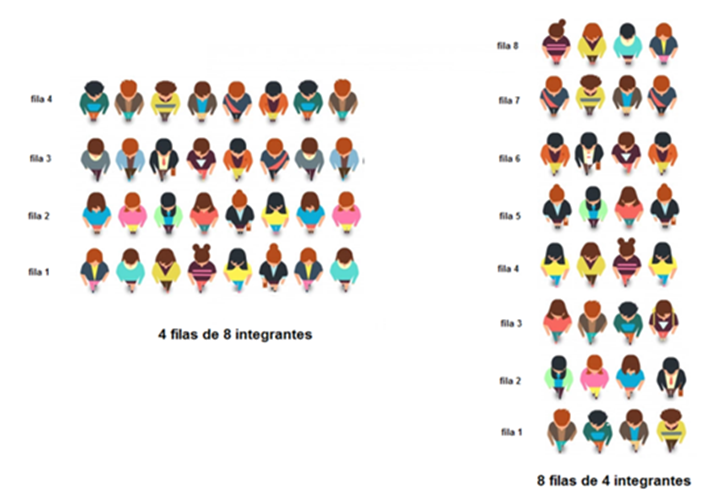 fila 4
fila 3
fila 2
fila 1
4 filas de 8 integrantes
fila 8
fila 7
fila 6
fila 5
fila 4
fila 3
fila 2
fila 1
8 filas de 4 integrantes